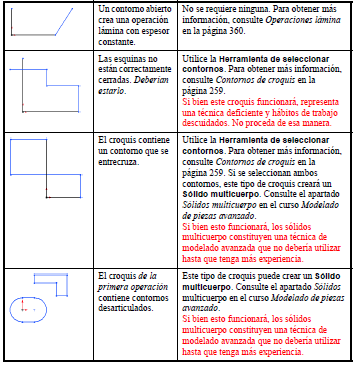 Un contorno abierto
crea una operación
lámina con espesor
constante.
No se requiere ninguna. Para obtener más
información, consulte Operaciones lámina
en la página 360.
Las esquinas no
están correctamente
cerradas. Deberían
estarlo.
Utilice la Herramienta de seleccionar
contornos. Para obtener más información,
consulte Contornos de croquis en la
página 259.
Si bien este croquis funcionará, representa
una técnica deficiente y hábitos de trabajo
descuidados. No proceda de esa manera.
El croquis contiene
un contorno que se
entrecruza.
Utilice la Herramienta de seleccionar
contornos. Para obtener más información,
consulte Contornos de croquis en la
página 259. Si se seleccionan ambos
contornos, este tipo de croquis creará un
Sólido multicuerpo. Consulte el apartado
Sólidos multicuerpo en el curso Modelado
de piezas avanzado.
Si bien esto funcionará, los sólidos
multicuerpo constituyen una técnica de
modelado avanzada que no debería utilizar
hasta que tenga más experiencia.
El croquis de la
primera operación
contiene contornos
desarticulados.
Este tipo de croquis puede crear un Sólido
multicuerpo. Consulte el apartado Sólidos
multicuerpo en el curso Modelado de piezas
avanzado.
Si bien esto funcionará, los sólidos
multicuerpo constituyen una técnica de
modelado avanzada que no debería utilizar
hasta que tenga más experiencia.